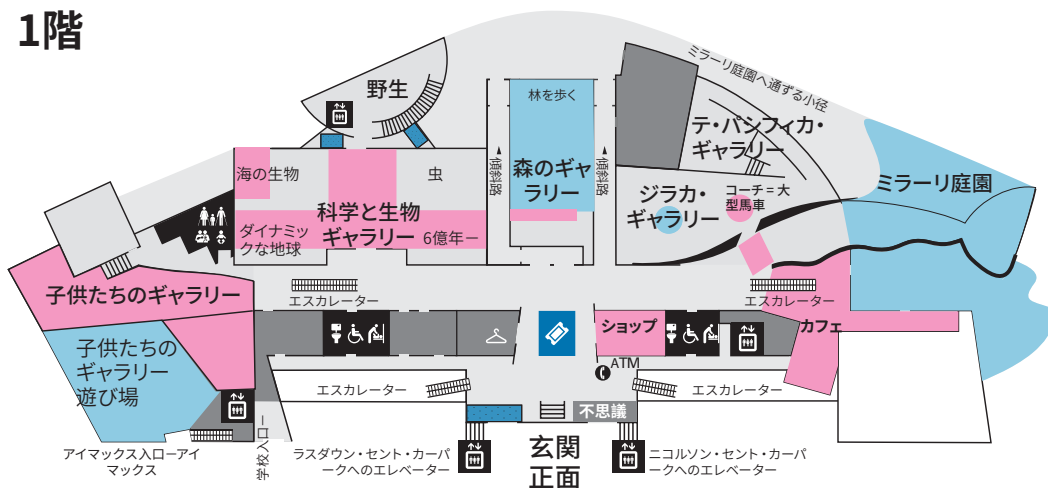 1階
野生
林を歩く
ミラーリ庭園へ通ずる小径
テ・パシフィカ・
ギャラリー
海の生物
虫
◀傾斜路
森のギャ
ラリー
◀傾斜路
ジラカ・
ギャラリー
コーチ=大
型馬車
ミラーリ庭園
ダイナミッ
クな地球
科学と生物
ギャラリー
6億年ー
子供たちのギャラリー
エスカレーター
エスカレーター
ショップ
カフェ
子供たちの
ギャラリー
遊び場
ATM
エスカレーター
エスカレーター
不思議
学校入口ー
アイマックス入口ーアイ
マックス
ラスダウン・セント・カーパ
ークへのエレベーター
玄関
正面
ニコルソン・セント・カーパ
ークへのエレベーター